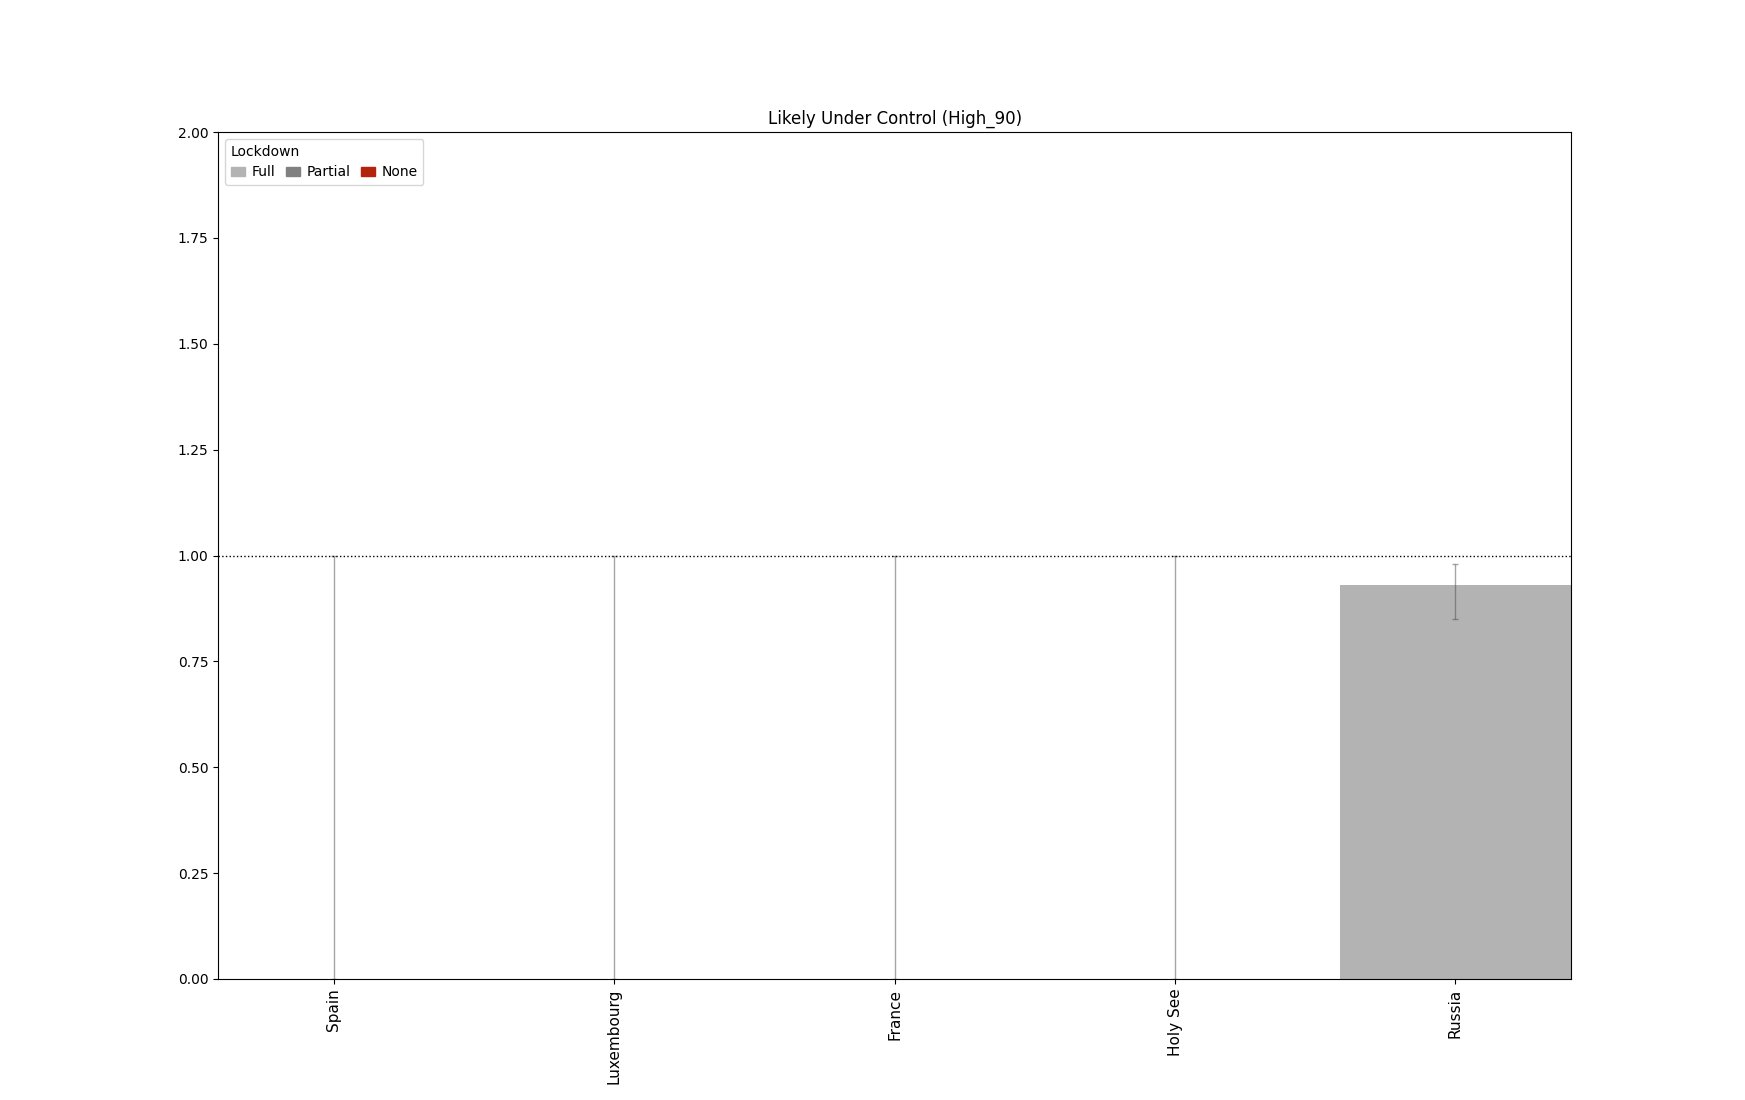 Likely Under Control (High_90)
2.00
1.75
1.50
1.25
1.00
0.75
0.50
0.25
0.00
Lockdown
Full Partial None
Spain
Luxembourg
France
Holy See
Russia